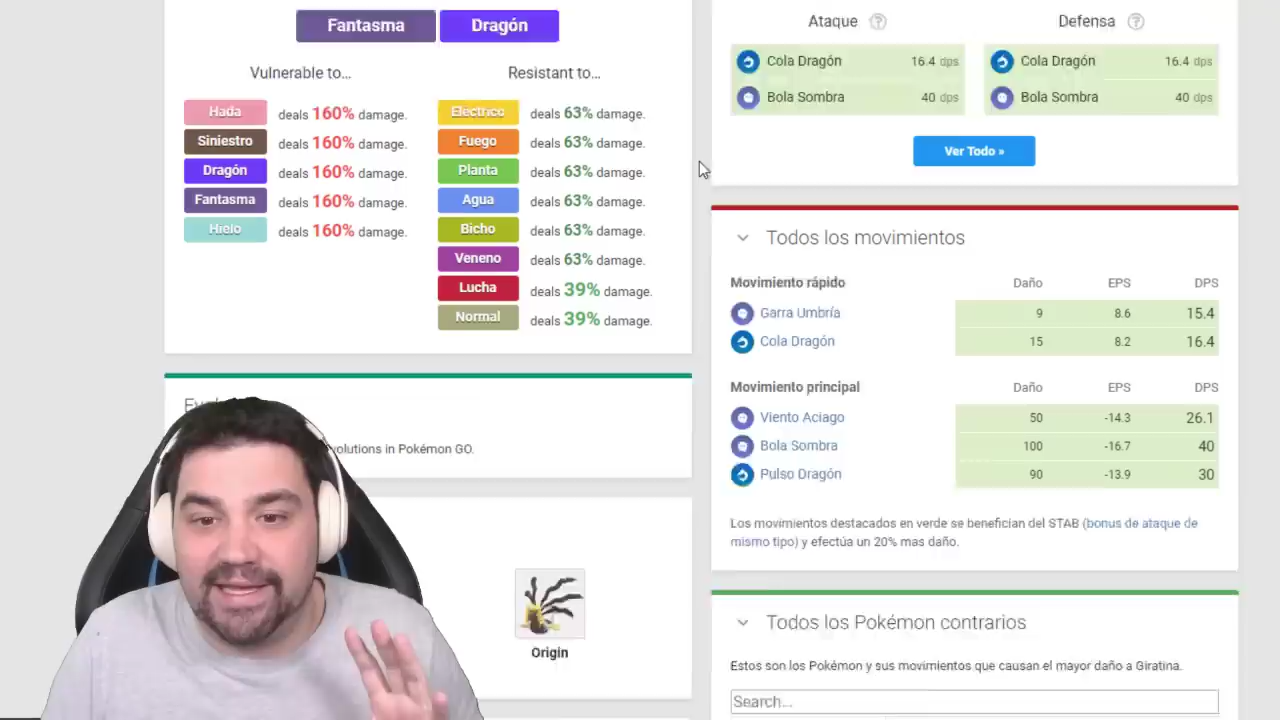 Fantasma Dragón
Vulnerable to...
Resistant to...
Hada deals 160% damage.
Siniestro deals 160% damage.
Dragón deals 160% damage.
Fantasma deals 160% damage.
Hielo deals 160% damage.
Eléctrico deals 63% damage.
Fuego deals 63% damage.
Planta deals 63% damage.
Agua deals 63% damage.
Bicho deals 63% damage.
Veneno deals 63% damage.
Lucha deals 39% damage.
Normal deals 39% damage.
volutions in Pokémon GO.
Origin
Ataque ?
Defensa ?
Cola Dragón 16.4 dps
Bola Sombra 40 dps
Cola Dragón 16.4 dps
Bola Sombra 40 dps
Ver Todo »
Todos los movimientos
Movimiento rápido Daño EPS DPS
Garra Umbría 9 8.6 15.4
Cola Dragón 15 8.2 16.4
Movimiento principal Daño EPS DPS
Viento Aciago 50 -14.3 26.1
Bola Sombra 100 -16.7 40
Pulso Dragón 90 -13.9 30
Los movimientos destacados en verde se benefician del STAB (bonus de ataque de
mismo tipo) y efectúa un 20% mas daño.
Todos los Pokémon contrarios
Estos son los Pokémon y sus movimientos que causan el mayor daño a Giratina.
Search...